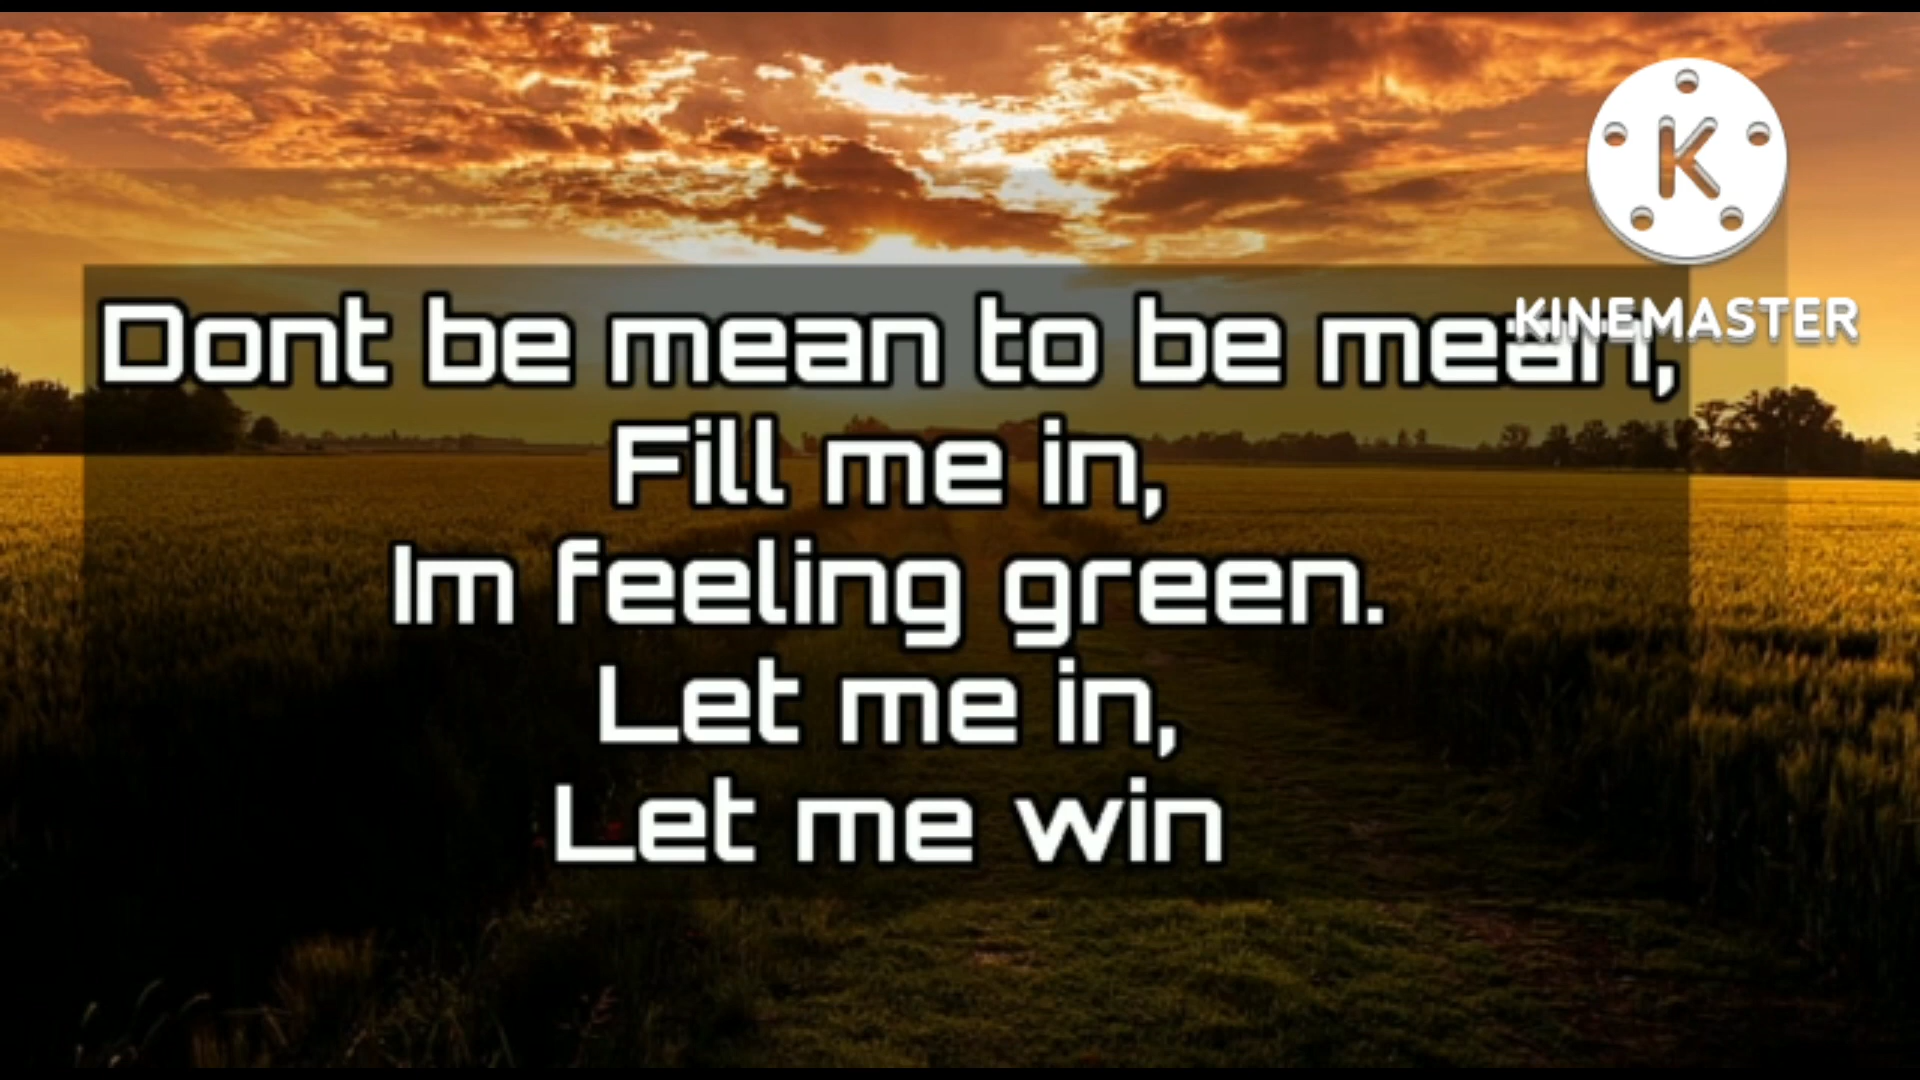 K
KINEMASTER
Dont be mean to be mean,
Fill me in,
Im feeling green.
Let me in,
Let me win